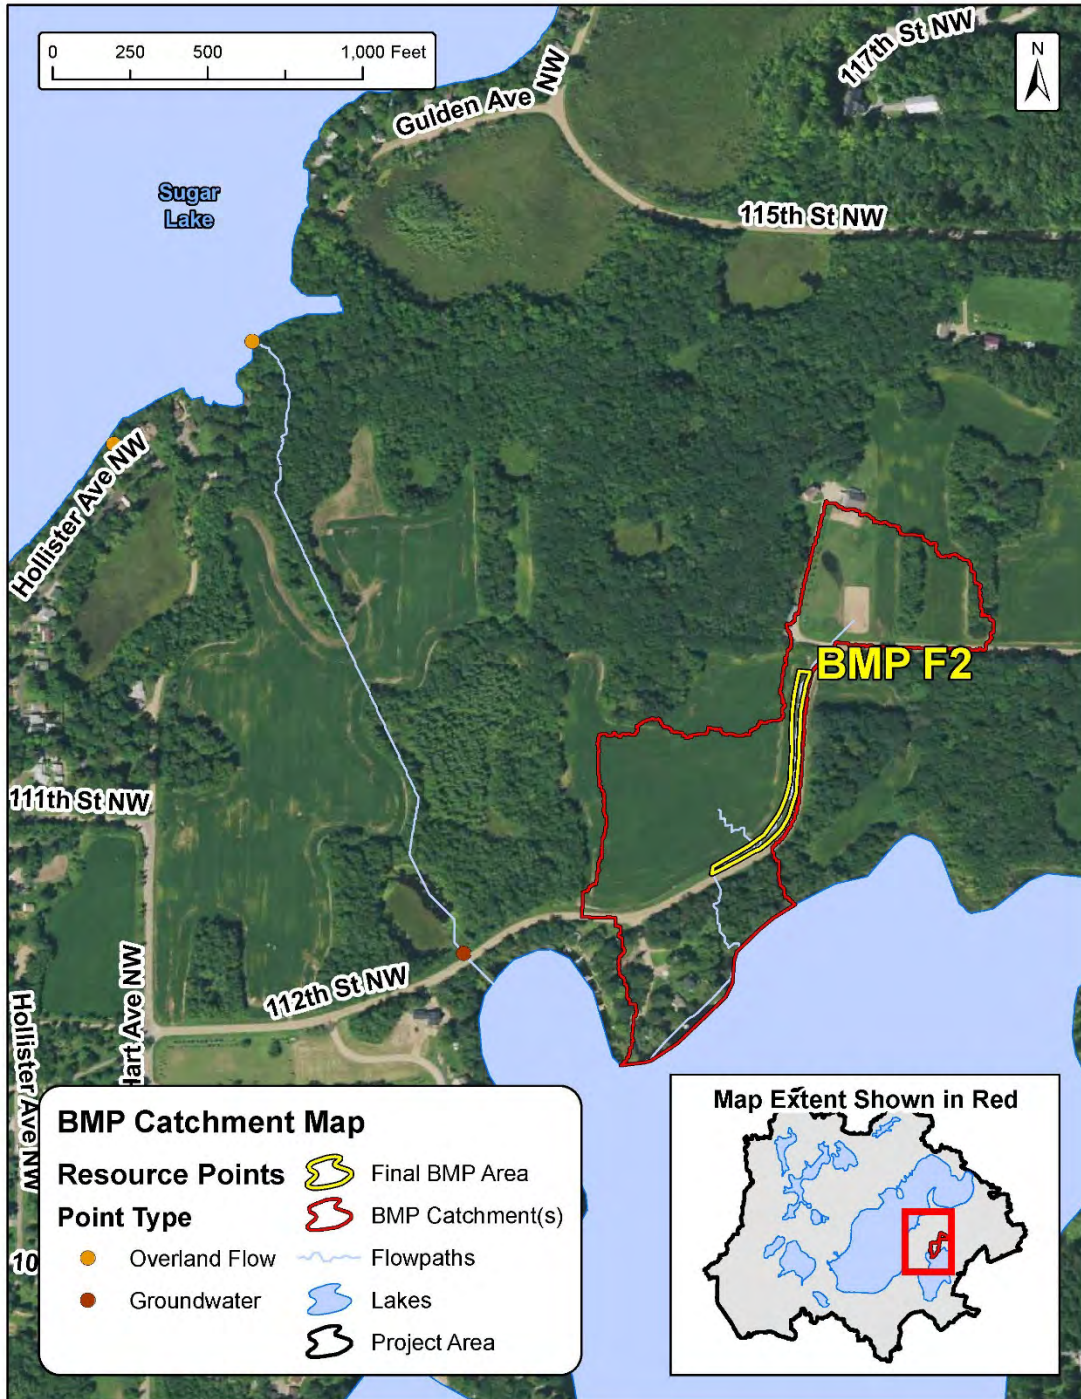 0 250 500 1,000 Feet
N
117th St NW
Gulden Ave NW
Sugar
Lake
115th St NW
Hollister Ave NW
BMP F2
111th St NW
112th St NW
Hart Ave NW
Hollister Ave NW
10
BMP Catchment Map
Resource Points
Point Type
Overland Flow
Groundwater
Final BMP Area
BMP Catchment(s)
Flowpaths
Lakes
Project Area
Map Extent Shown in Red